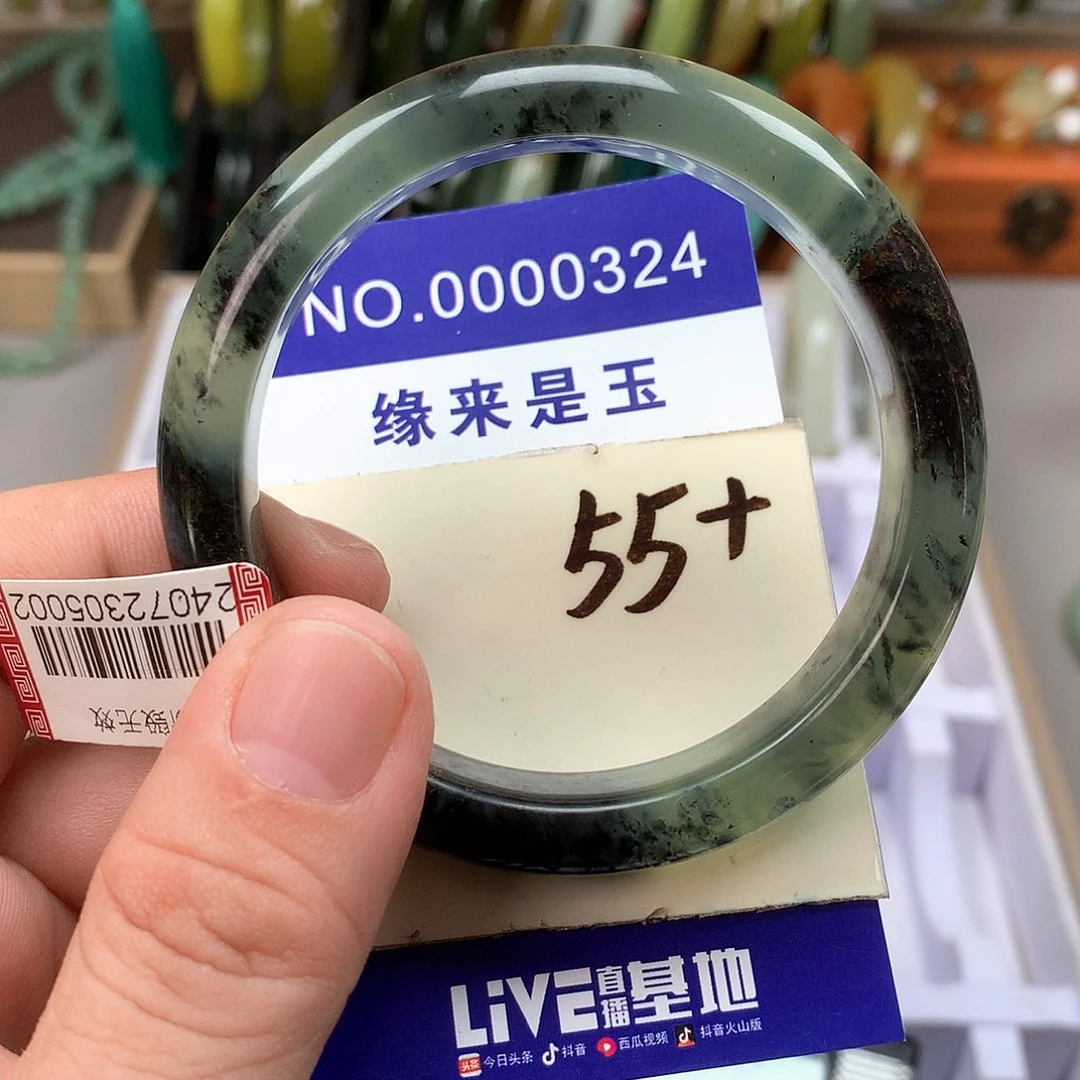 NO.0000324
缘来是玉
55+
24072305002
LiVE直播基地
今日头条 抖音 西瓜视频 抖音火山版